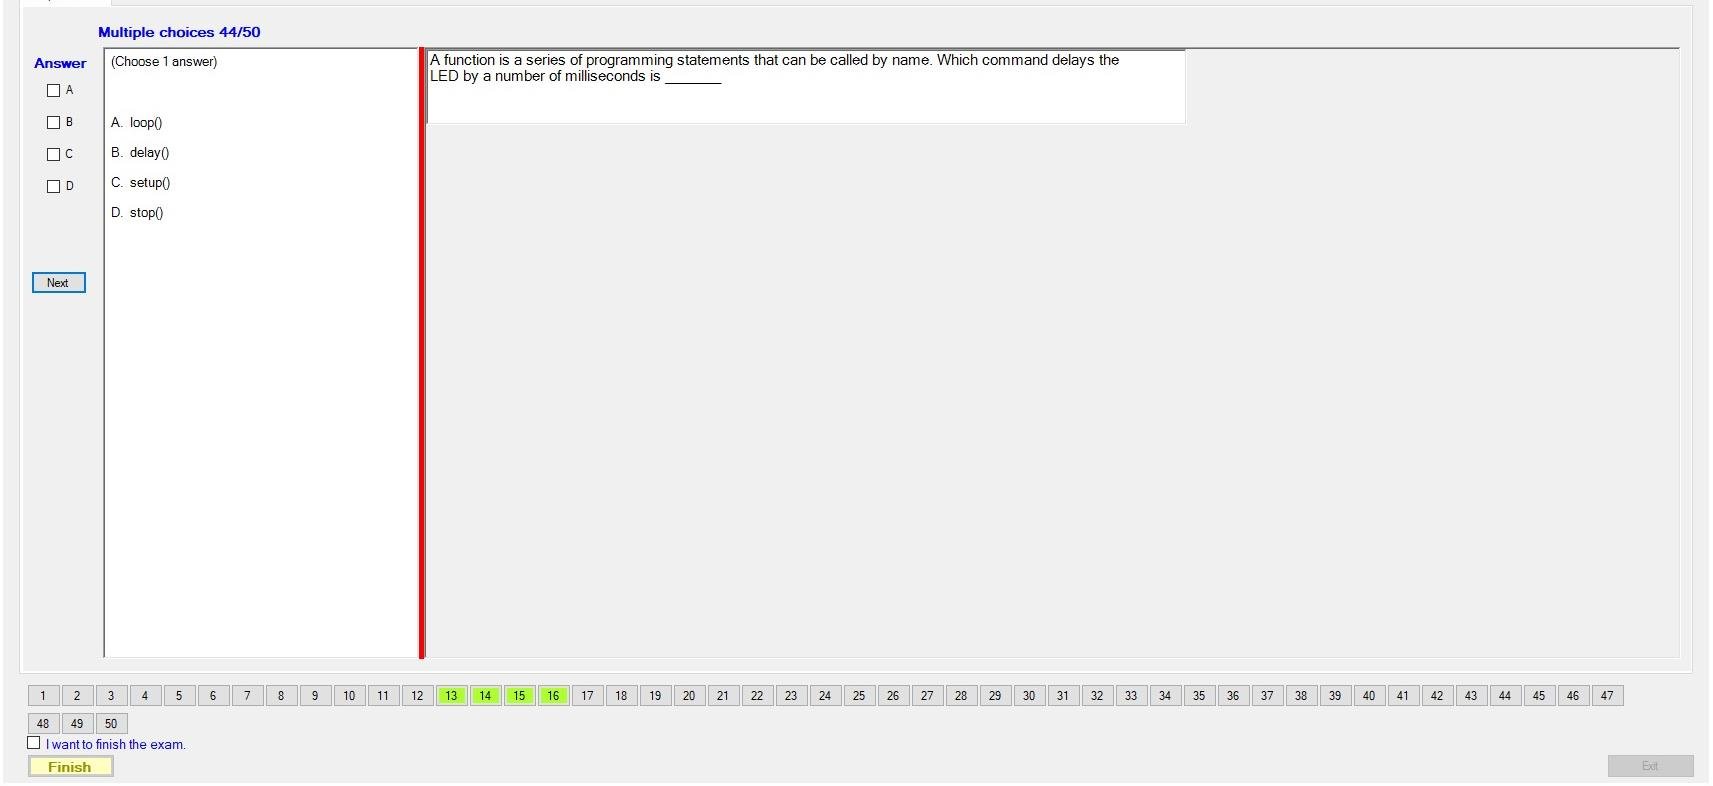 Multiple choices 44/50
Answer
(Choose 1 answer)
A function is a series of programming statements that can be called by name. Which command delays the
LED by a number of milliseconds is _______
A
B
C
D
A. loop()
B. delay()
C. setup()
D. stop()
Next
1 2 3 4 5 6 7 8 9 10 11 12 13 14 15 16 17 18 19 20 21 22 23 24 25 26 27 28 29 30 31 32 33 34 35 36 37 38 39 40 41 42 43 44 45 46 47
48 49 50
I want to finish the exam.
Finish
Exit